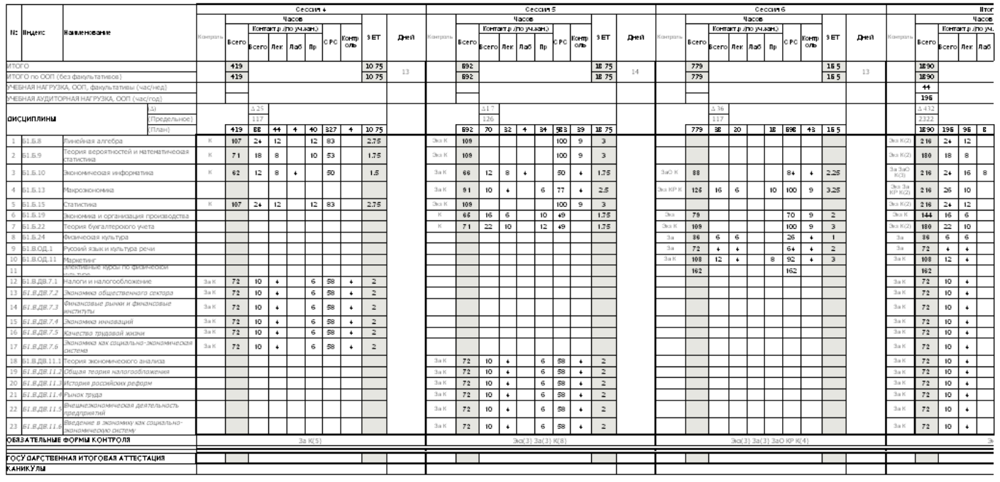 Сессия 4 Сессия 5 Сессия 6 Итог
Часов Часов Часов Часов
№ Индекс Наименование Контроль Всего Контакт.р.(по уч.зан.) СРС Контроль ЗЕТ Дней Контроль Всего Контакт.р.(по уч.зан.) СРС Контроль ЗЕТ Дней Контроль Всего Контакт.р.(по уч.зан.) СРС Контроль ЗЕТ Дней Контроль Всего Контакт.р.(по уч.
Всего Лек Лаб Пр Всего Лек Лаб Пр Всего Лек Лаб Пр Всего Лек Лаб
ИТОГО 419 10 75 13 692 18 75 14 779 16 5 13 1890
ИТОГО по ООП (без факультативов) 419 10 75 692 18 75 779 16 5 1890
УЧЕБНАЯ НАГРУЗКА, ООП, факультативы (час/нед) 44
УЧЕБНАЯ АУДИТОРНАЯ НАГРУЗКА, ООП (час/год) 196
ДИСЦИПЛИНЫ (Δ) Δ 25 Δ 17 Δ 36 Δ 432
(Предельное) 117 126 117 2322
(План) 419 88 44 4 40 327 4 10 75 692 70 32 4 34 583 39 18 75 779 38 20 18 698 43 16 5 1890 196 96 8
1 Б1.Б.8 Линейная алгебра К 107 24 12 12 83 2.75 Экз К 109 100 9 3 Экз К(2) 216 24 12
2 Б1.Б.9 Теория вероятностей и математическая статистика К 71 18 8 10 53 1.75 Экз К 109 100 9 3 Экз К(2) 180 18 8
3 Б1.Б.10 Экономическая информатика К 62 12 8 4 50 1.5 За К 66 12 8 4 50 4 1.75 ЗаО К 88 84 4 2.25 За ЗаО К(3) 216 24 16 8
4 Б1.Б.13 Макроэкономика За К 91 10 4 6 77 4 2.5 Экз КР К 125 16 6 10 100 9 3.25 Экз За КР К(2) 216 26 10
5 Б1.Б.15 Статистика К 107 24 12 12 83 2.75 Экз К 109 100 9 3 Экз К(2) 216 24 12
6 Б1.Б.19 Экономика и организация производства К 65 16 6 10 49 1.75 Экз 79 70 9 2 Экз К 144 16 6
7 Б1.Б.22 Теория бухгалтерского учета К 71 22 10 12 49 1.75 Экз К 109 100 9 3 Экз К(2) 180 22 10
8 Б1.Б.24 Физическая культура За 36 6 6 26 4 1 За 36 6 6
9 Б1.В.ОД.1 Русский язык и культура речи За 72 4 4 64 4 2 За 72 4 4
10 Б1.В.ОД.11 Маркетинг За К 108 12 4 8 92 4 3 За К 108 12 4
11 Элективные курсы по физической культуре 162 162 162
12 Б1.В.ДВ.7.1 Налоги и налогообложение За К 72 10 4 6 58 4 2 За К 72 10 4
13 Б1.В.ДВ.7.2 Экономика общественного сектора За К 72 10 4 6 58 4 2 За К 72 10 4
14 Б1.В.ДВ.7.3 Финансовые рынки и финансовые институты За К 72 10 4 6 58 4 2 За К 72 10 4
15 Б1.В.ДВ.7.4 Экономика инноваций За К 72 10 4 6 58 4 2 За К 72 10 4
16 Б1.В.ДВ.7.5 Качество трудовой жизни За К 72 10 4 6 58 4 2 За К 72 10 4
17 Б1.В.ДВ.7.6 Экономика как социально-экономическая система За К 72 10 4 6 58 4 2 За К 72 10 4
18 Б1.В.ДВ.11.1 Теория экономического анализа За К 72 10 4 6 58 4 2 За К 72 10 4
19 Б1.В.ДВ.11.2 Общая теория налогообложения За К 72 10 4 6 58 4 2 За К 72 10 4
20 Б1.В.ДВ.11.3 История российских реформ За К 72 10 4 6 58 4 2 За К 72 10 4
21 Б1.В.ДВ.11.4 Рынок труда За К 72 10 4 6 58 4 2 За К 72 10 4
22 Б1.В.ДВ.11.5 Внешнеэкономическая деятельность предприятий За К 72 10 4 6 58 4 2 За К 72 10 4
23 Б1.В.ДВ.11.6 Введение в экономику как социально-экономическую систему За К 72 10 4 6 58 4 2 За К 72 10 4
ОБЯЗАТЕЛЬНЫЕ ФОРМЫ КОНТРОЛЯ За К(5) Экз(3) За(3) К(8) Экз(3) За(3) ЗаО КР К(4) Э
ГОСУДАРСТВЕННАЯ ИТОГОВАЯ АТТЕСТАЦИЯ
КАНИКУЛЫ